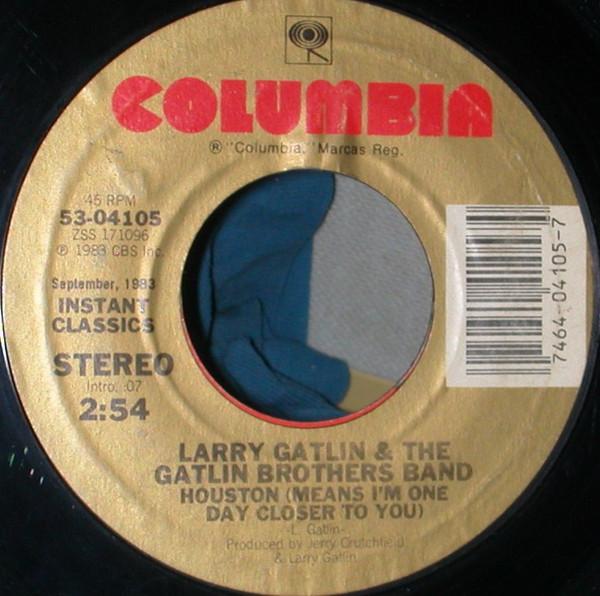 COLUMBIA
® "Columbia," Marcas Reg.
45 RPM
53-04105
ZSS 171096
℗ 1983 CBS Inc.
September, 1983
INSTANT
CLASSICS
STEREO
Intro. :07
2:54
7464-04105-7
LARRY GATLIN & THE
GATLIN BROTHERS BAND
HOUSTON (MEANS I'M ONE
DAY CLOSER TO YOU)
-L. Gatlin-
Produced by Jerry Crutchfield
& Larry Gatlin